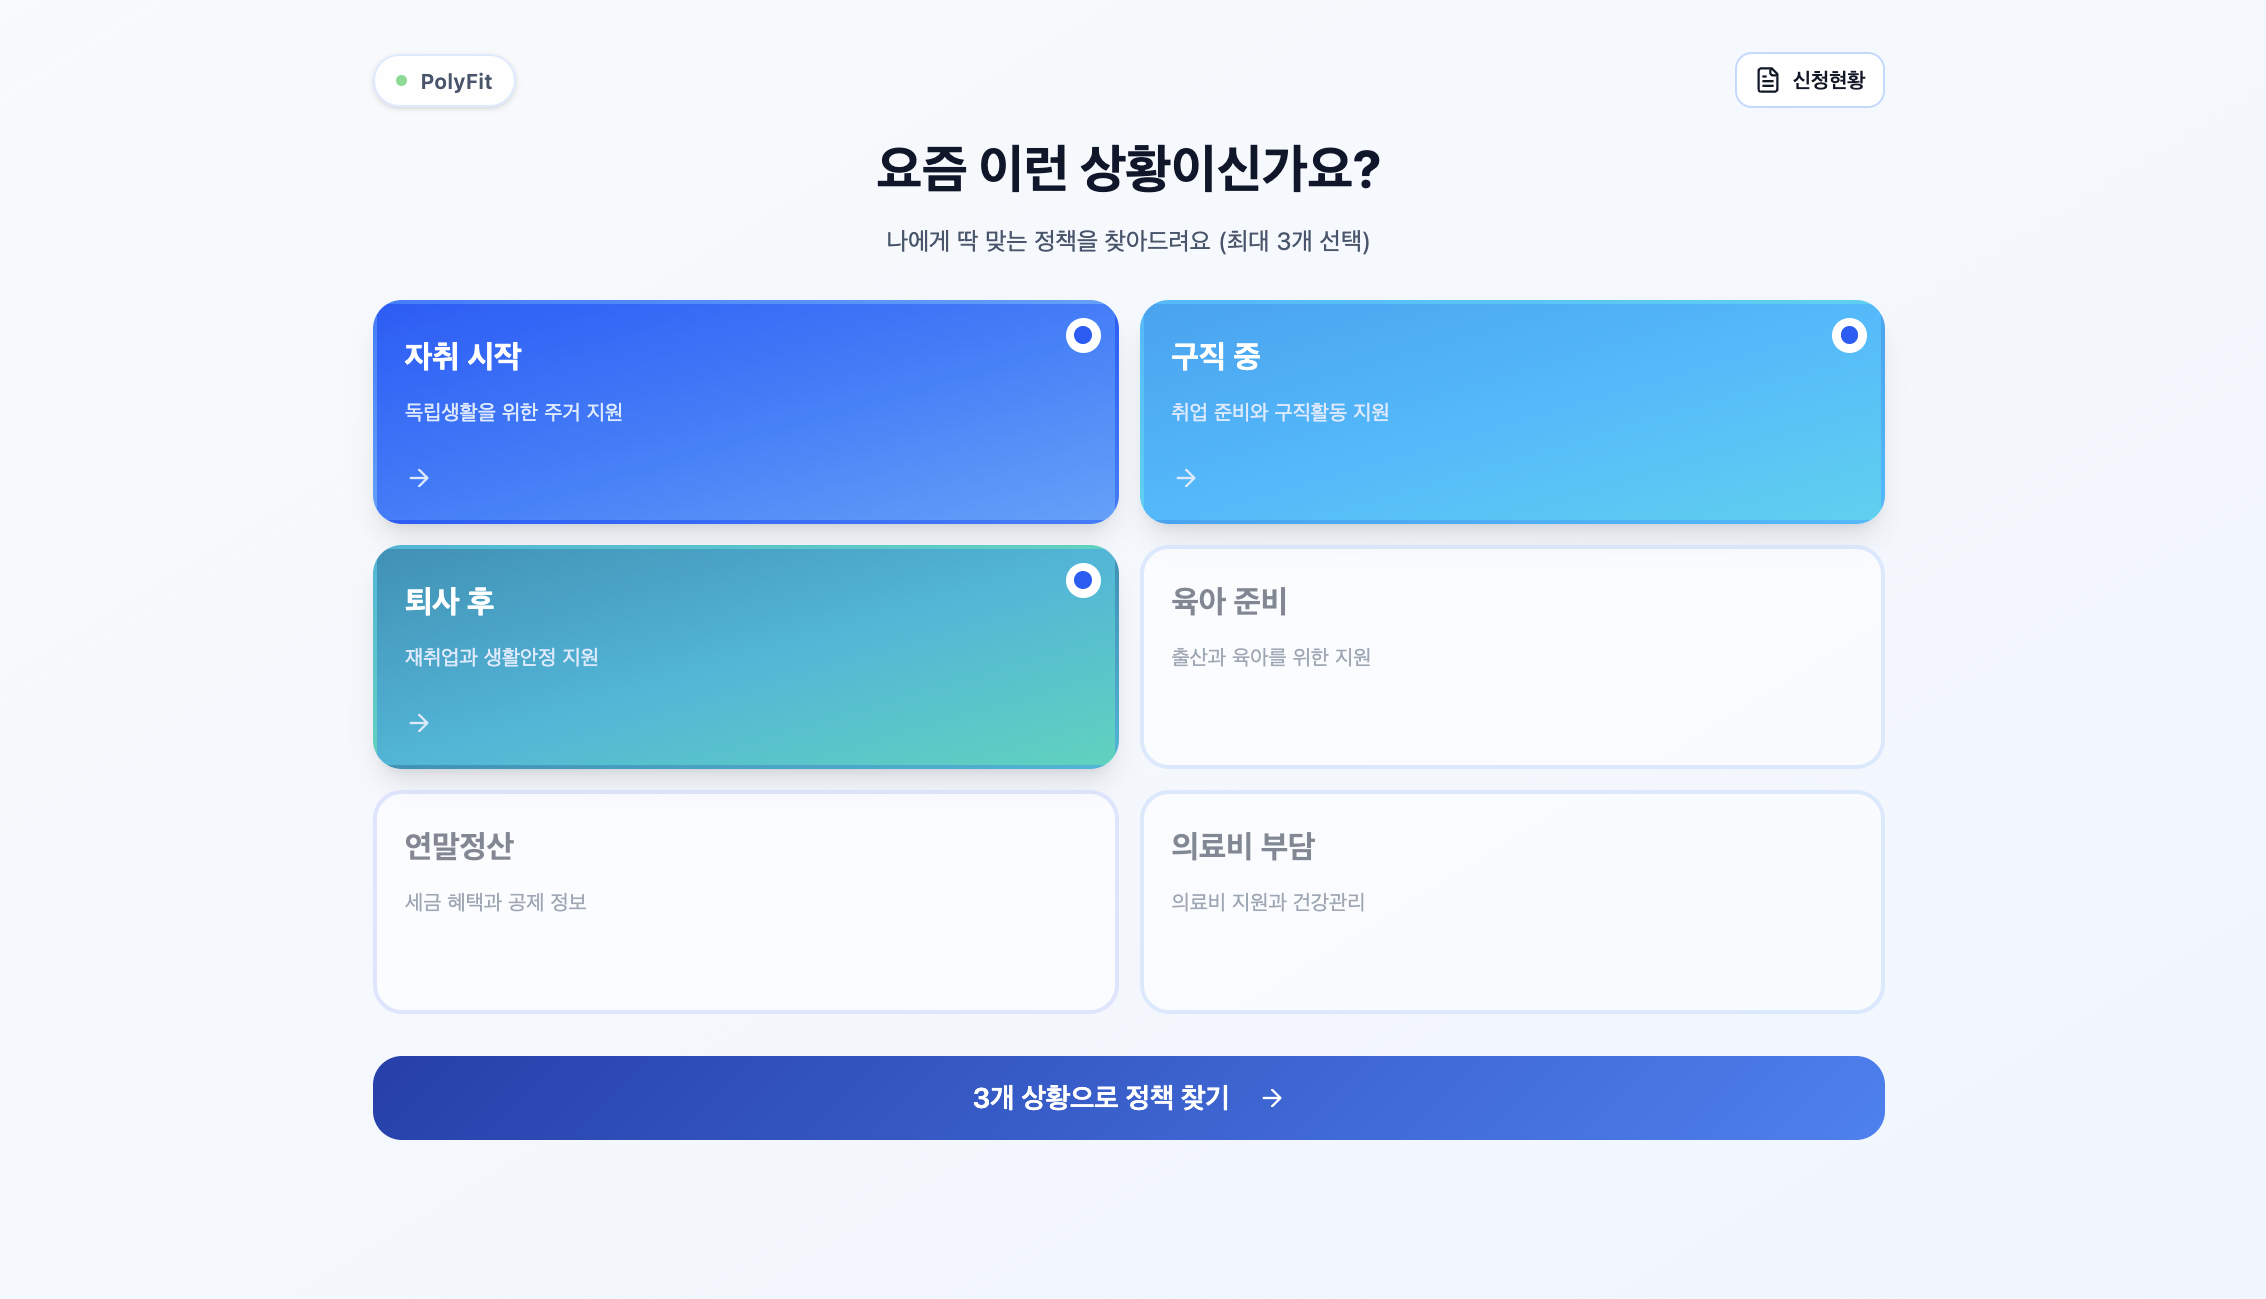 PolyFit
신청현황
요즘 이런 상황이신가요?
나에게 딱 맞는 정책을 찾아드려요 (최대 3개 선택)
자취 시작
독립생활을 위한 주거 지원
구직 중
취업 준비와 구직활동 지원
퇴사 후
재취업과 생활안정 지원
육아 준비
출산과 육아를 위한 지원
연말정산
세금 혜택과 공제 정보
의료비 부담
의료비 지원과 건강관리
3개 상황으로 정책 찾기